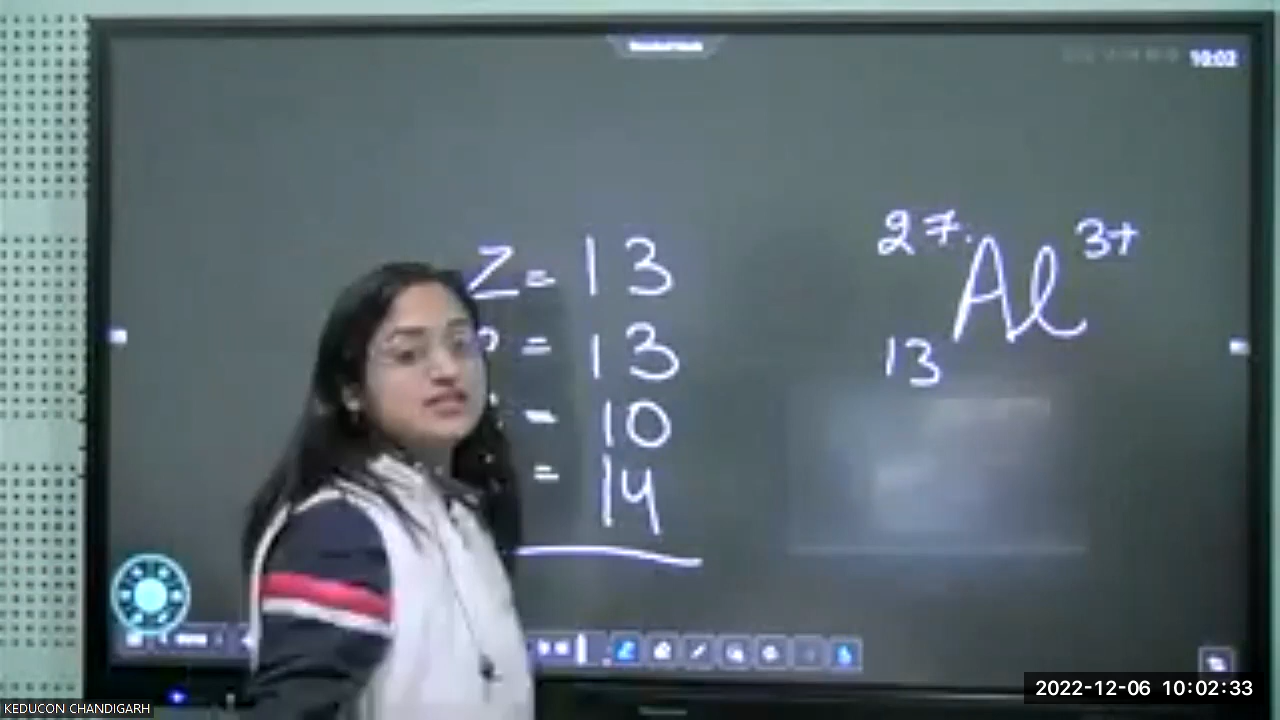 10:02
27 Al 3+
13
Z = 13
= 13
- 10
= 14
KEDUCON CHANDIGARH
2022-12-06 10:02:33